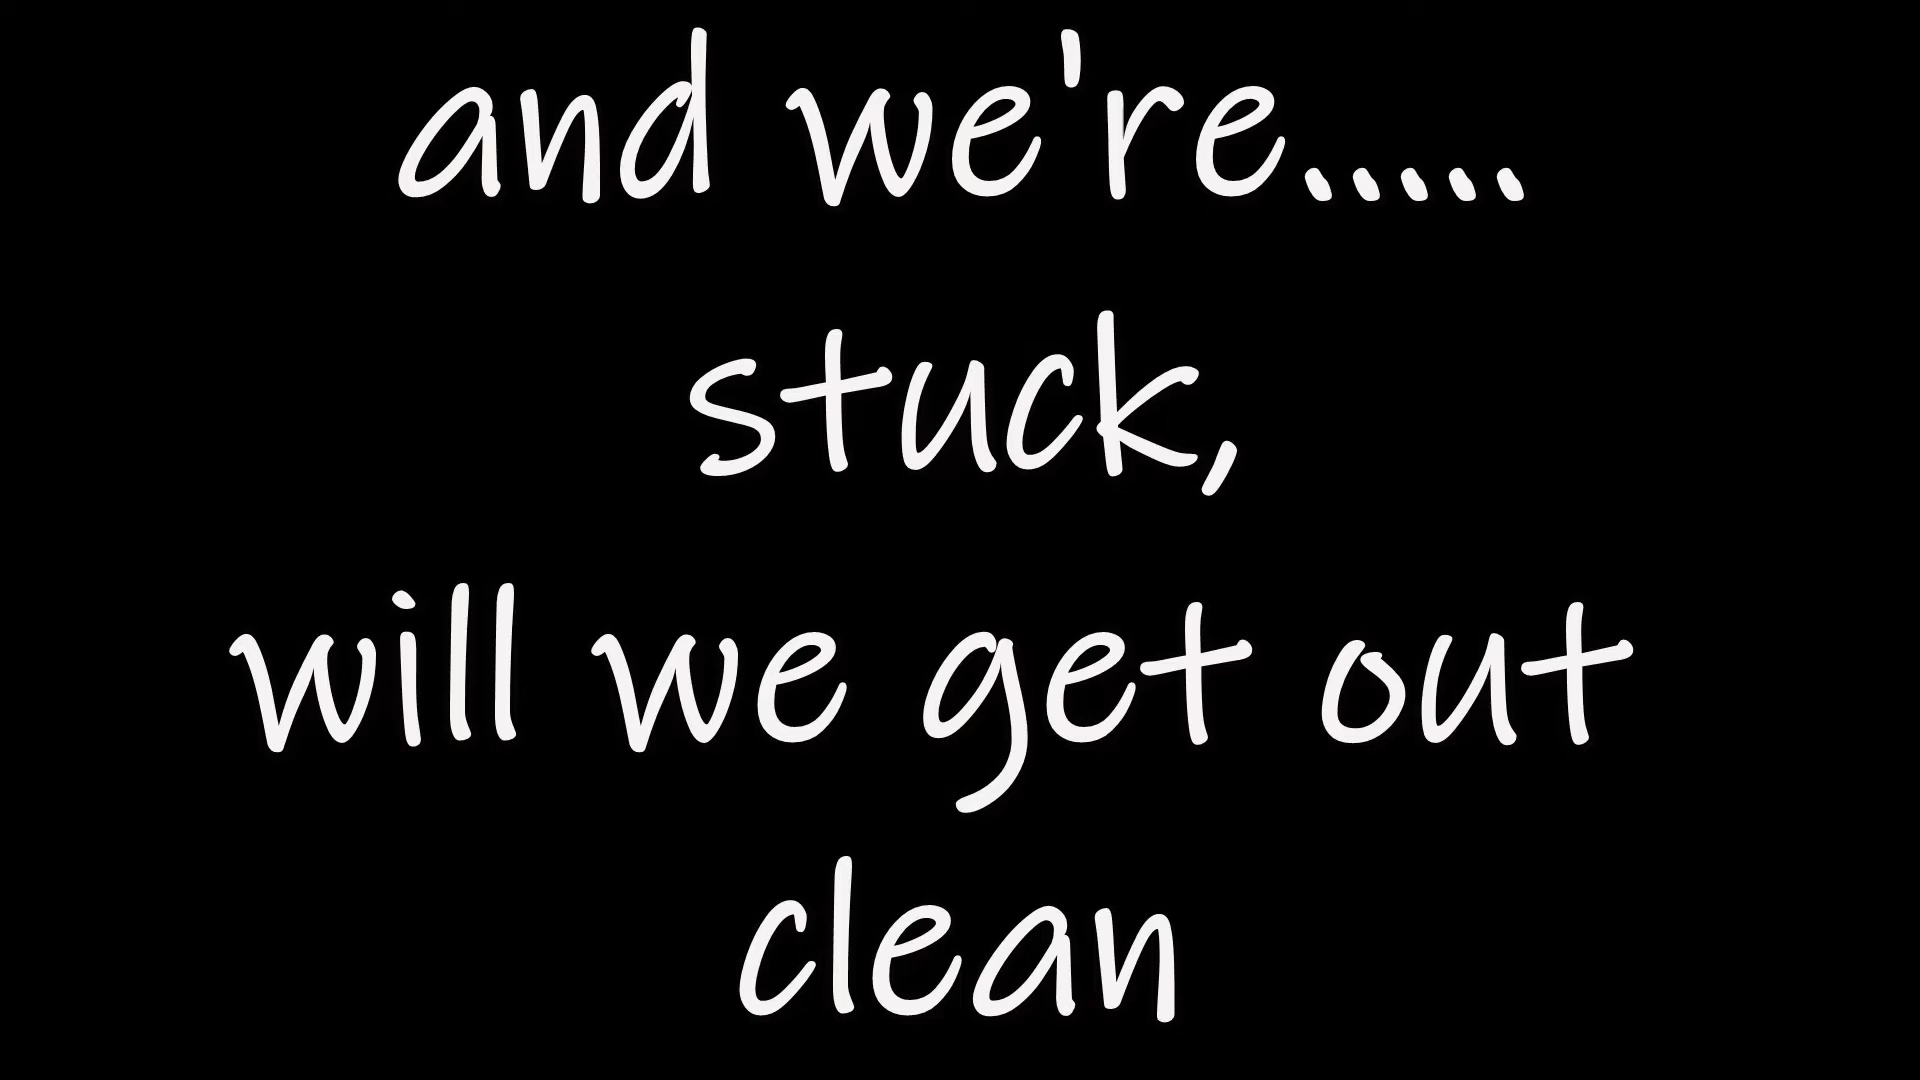 and we're.....
stuck,
will we get out
clean